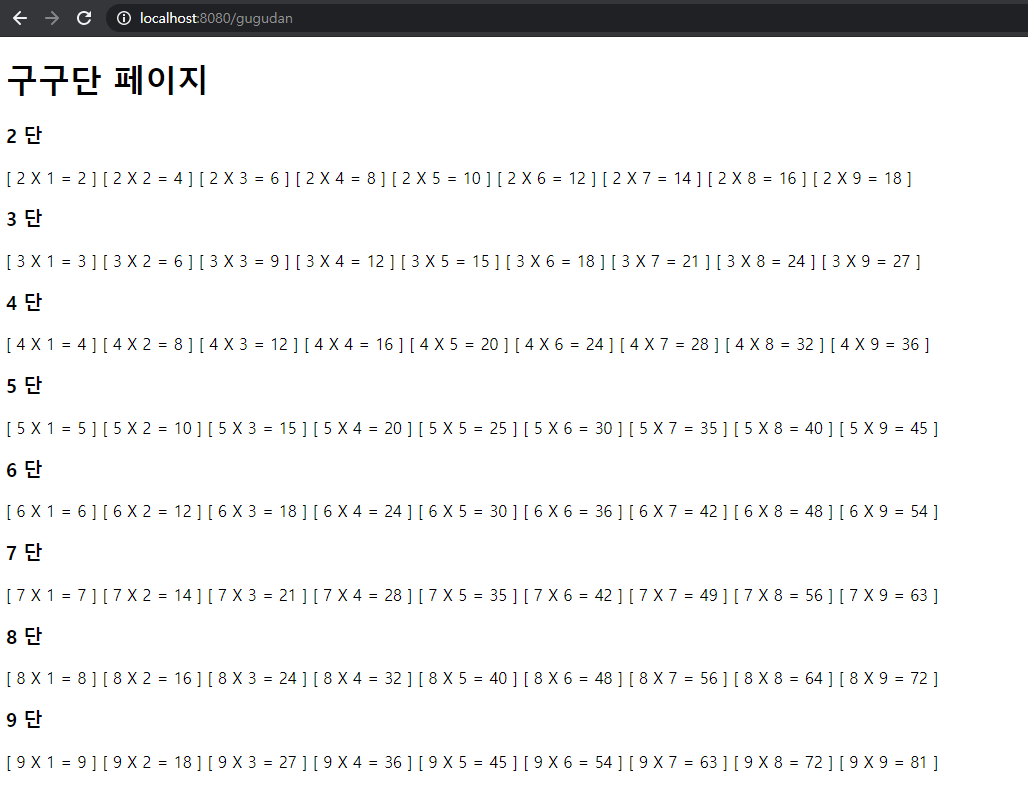 localhost:8080/gugudan
구구단 페이지
2 단
[ 2 X 1 = 2 ] [ 2 X 2 = 4 ] [ 2 X 3 = 6 ] [ 2 X 4 = 8 ] [ 2 X 5 = 10 ] [ 2 X 6 = 12 ] [ 2 X 7 = 14 ] [ 2 X 8 = 16 ] [ 2 X 9 = 18 ]
3 단
[ 3 X 1 = 3 ] [ 3 X 2 = 6 ] [ 3 X 3 = 9 ] [ 3 X 4 = 12 ] [ 3 X 5 = 15 ] [ 3 X 6 = 18 ] [ 3 X 7 = 21 ] [ 3 X 8 = 24 ] [ 3 X 9 = 27 ]
4 단
[ 4 X 1 = 4 ] [ 4 X 2 = 8 ] [ 4 X 3 = 12 ] [ 4 X 4 = 16 ] [ 4 X 5 = 20 ] [ 4 X 6 = 24 ] [ 4 X 7 = 28 ] [ 4 X 8 = 32 ] [ 4 X 9 = 36 ]
5 단
[ 5 X 1 = 5 ] [ 5 X 2 = 10 ] [ 5 X 3 = 15 ] [ 5 X 4 = 20 ] [ 5 X 5 = 25 ] [ 5 X 6 = 30 ] [ 5 X 7 = 35 ] [ 5 X 8 = 40 ] [ 5 X 9 = 45 ]
6 단
[ 6 X 1 = 6 ] [ 6 X 2 = 12 ] [ 6 X 3 = 18 ] [ 6 X 4 = 24 ] [ 6 X 5 = 30 ] [ 6 X 6 = 36 ] [ 6 X 7 = 42 ] [ 6 X 8 = 48 ] [ 6 X 9 = 54 ]
7 단
[ 7 X 1 = 7 ] [ 7 X 2 = 14 ] [ 7 X 3 = 21 ] [ 7 X 4 = 28 ] [ 7 X 5 = 35 ] [ 7 X 6 = 42 ] [ 7 X 7 = 49 ] [ 7 X 8 = 56 ] [ 7 X 9 = 63 ]
8 단
[ 8 X 1 = 8 ] [ 8 X 2 = 16 ] [ 8 X 3 = 24 ] [ 8 X 4 = 32 ] [ 8 X 5 = 40 ] [ 8 X 6 = 48 ] [ 8 X 7 = 56 ] [ 8 X 8 = 64 ] [ 8 X 9 = 72 ]
9 단
[ 9 X 1 = 9 ] [ 9 X 2 = 18 ] [ 9 X 3 = 27 ] [ 9 X 4 = 36 ] [ 9 X 5 = 45 ] [ 9 X 6 = 54 ] [ 9 X 7 = 63 ] [ 9 X 8 = 72 ] [ 9 X 9 = 81 ]